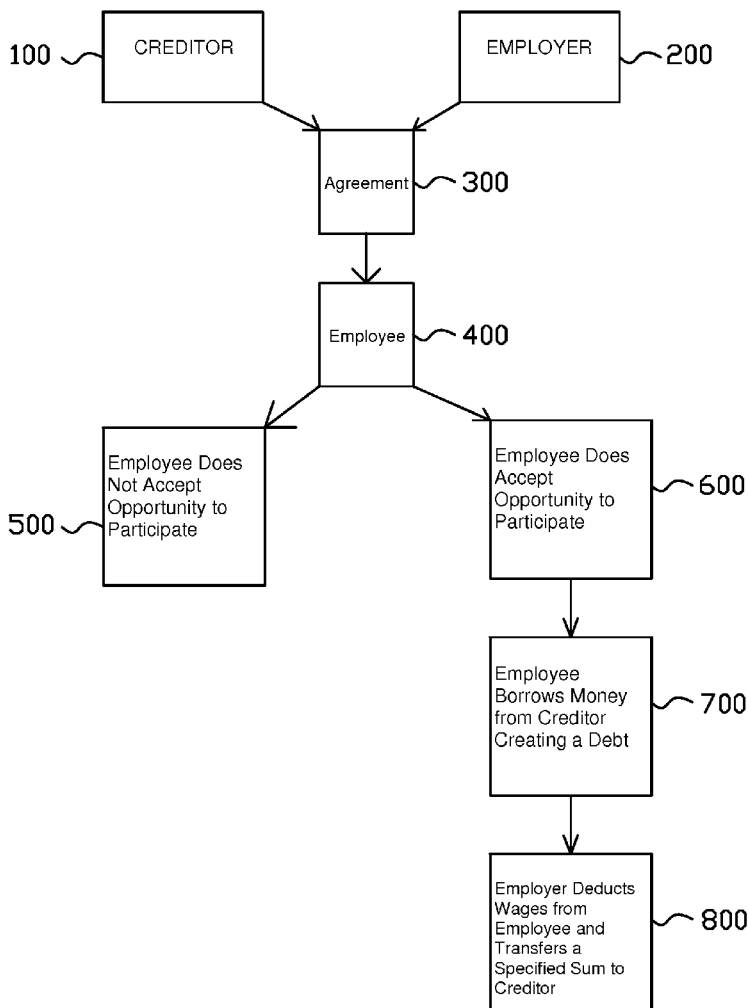 100
CREDITOR
EMPLOYER
200
Agreement
300
Employee
400
Employee Does
Not Accept
Opportunity to
Participate
500
Employee Does
Accept
Opportunity to
Participate
600
Employee
Borrows Money
from Creditor
Creating a Debt
700
Employer Deducts
Wages from
Employee and
Transfers a
Specified Sum to
Creditor
800